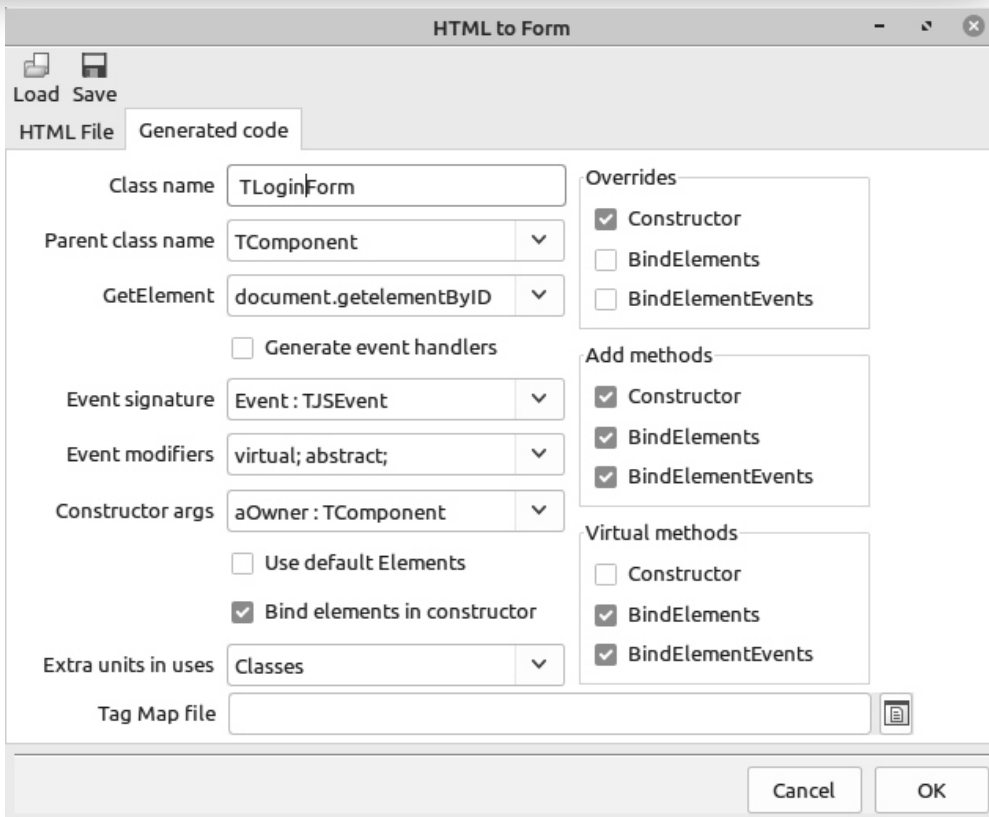 HTML to Form
Load Save
HTML File Generated code
Class name TLoginForm
Parent class name TComponent
GetElement document.getelementByID
Generate event handlers
Event signature Event : TJSEvent
Event modifiers virtual; abstract;
Constructor args aOwner : TComponent
Use default Elements
Bind elements in constructor
Extra units in uses Classes
Tag Map file
Overrides
Constructor
BindElements
BindElementEvents
Add methods
Constructor
BindElements
BindElementEvents
Virtual methods
Constructor
BindElements
BindElementEvents
Cancel OK